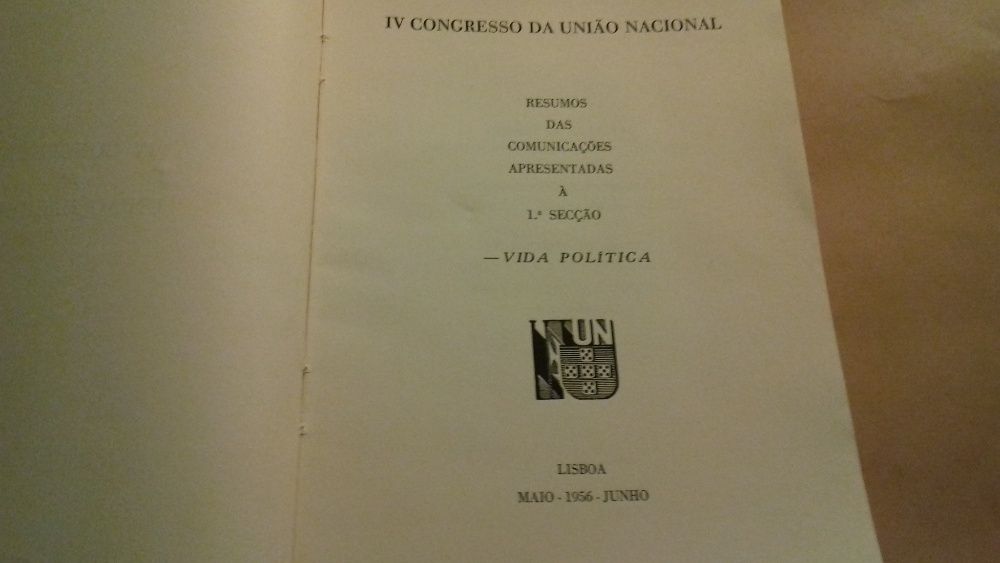 IV CONGRESSO DA UNIÃO NACIONAL
RESUMOS
DAS
COMUNICAÇÕES
APRESENTADAS
À
1.ª SECÇÃO
—VIDA POLÍTICA
UN
LISBOA
MAIO - 1956 - JUNHO